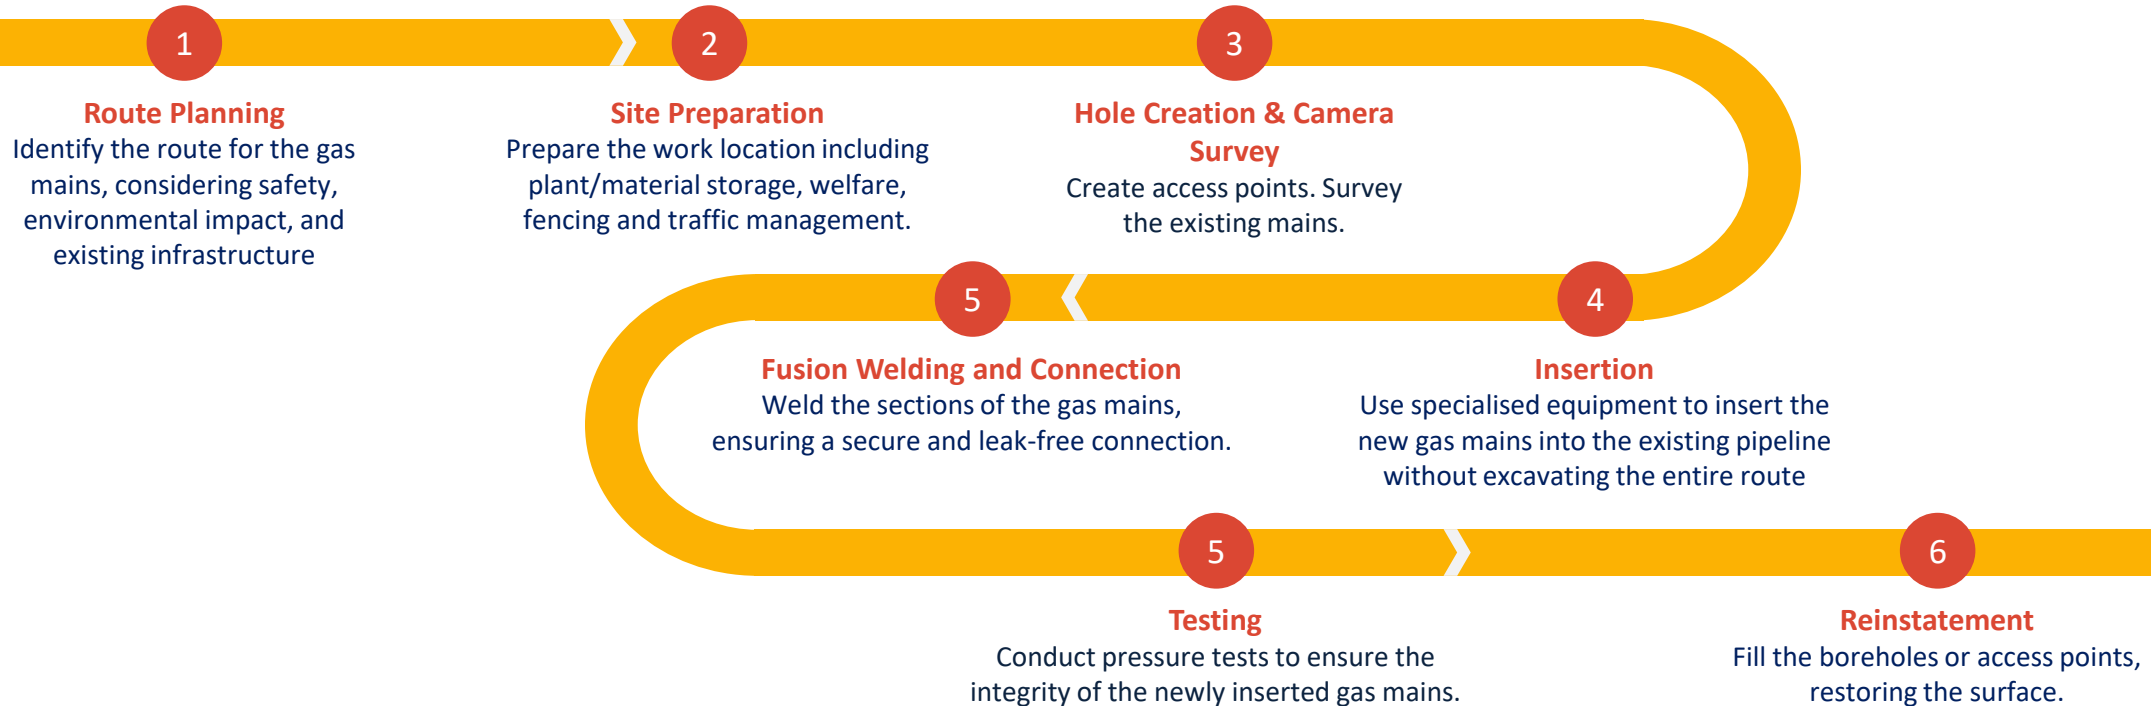 1
Route Planning
Identify the route for the gas
mains, considering safety,
environmental impact, and
existing infrastructure
2
Site Preparation
Prepare the work location including
plant/material storage, welfare,
fencing and traffic management.
3
Hole Creation & Camera
Survey
Create access points. Survey
the existing mains.
4
Insertion
Use specialised equipment to insert the
new gas mains into the existing pipeline
without excavating the entire route
5
Fusion Welding and Connection
Weld the sections of the gas mains,
ensuring a secure and leak-free connection.
5
Testing
Conduct pressure tests to ensure the
integrity of the newly inserted gas mains.
6
Reinstatement
Fill the boreholes or access points,
restoring the surface.